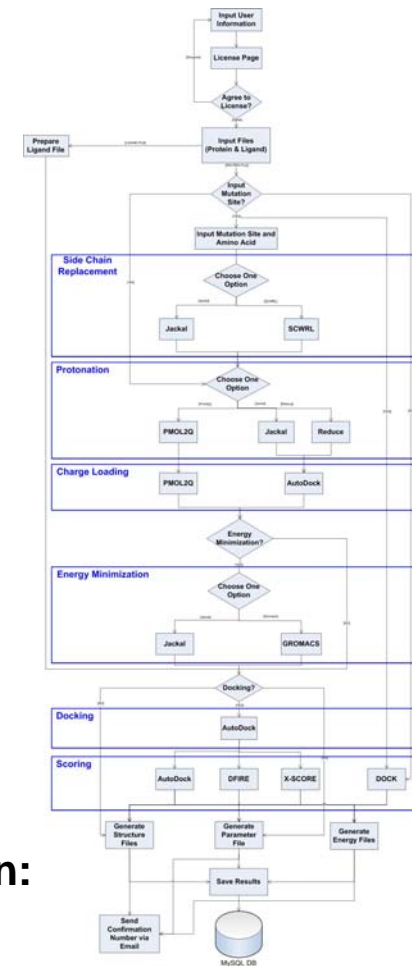 Input User
Information
License Page
Agree to
License?
Prepare
Ligand File
Input Files
(Protein & Ligand)
Input
Mutation
Site?
Input Mutation Site and
Amino Acid
Side Chain
Replacement
Choose One
Option
Jackal
SCWRL
Protonation
Choose One
Option
PMOL2Q
Jackal
Reduce
Charge Loading
PMOL2Q
AutoDock
Energy
Minimization?
Energy Minimization
Choose One
Option
Jackal
GROMACS
Docking?
Docking
AutoDock
Scoring
AutoDock
DFIRE
X-SCORE
DOCK
Generate
Structure
Files
Generate
Parameter
File
Generate
Energy Files
n:
Save Results
Send
Confirmation
Number via
Email
MySQL DB